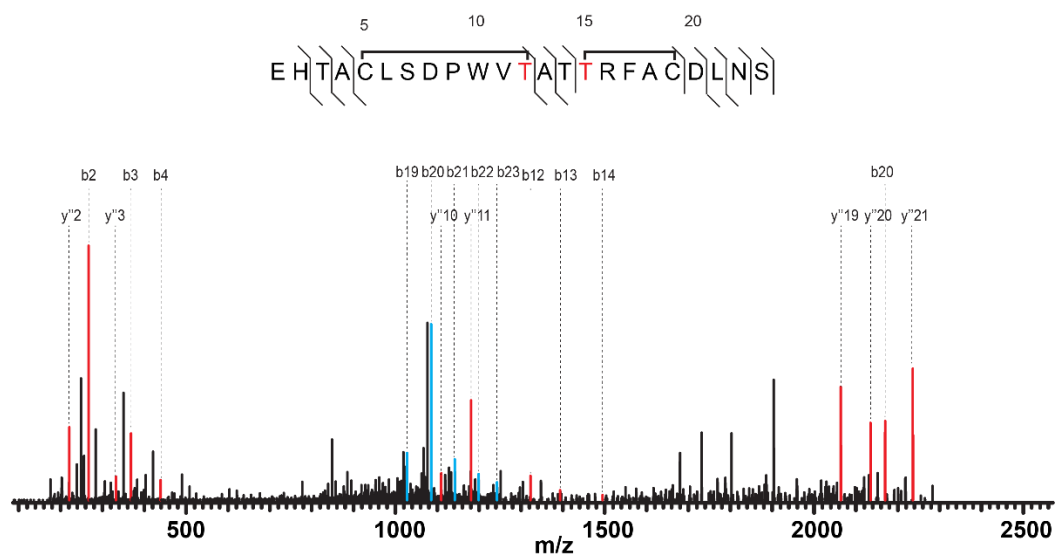 5 10 15 20
E H T A C L S D P W V T A T T R F A C D L N S
b19 b20 b21 b22 b23 b12 b13 b14 b20
b2 b3 b4
y"2 y"3 y"10 y"11 y"19 y"20 y"21
500 1000 1500 2000 2500
m/z